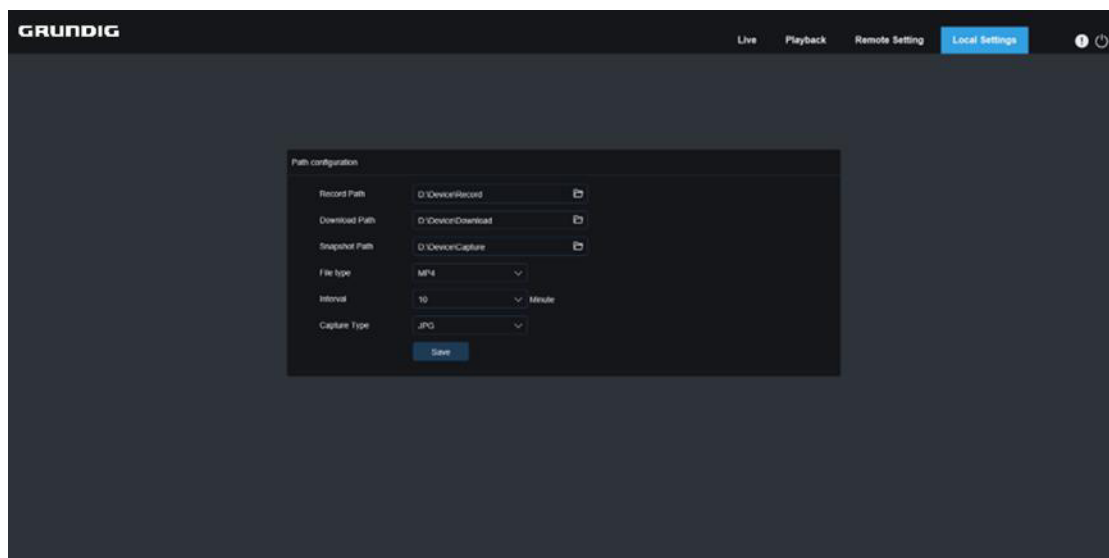 GRUNDIG
Live Playback Remote Setting Local Settings
Path configuration
Record Path D:\Device\Record
Download Path D:\Device\Download
Snapshot Path D:\Device\Capture
File type MP4
Interval 10 Minute
Capture Type JPG
Save